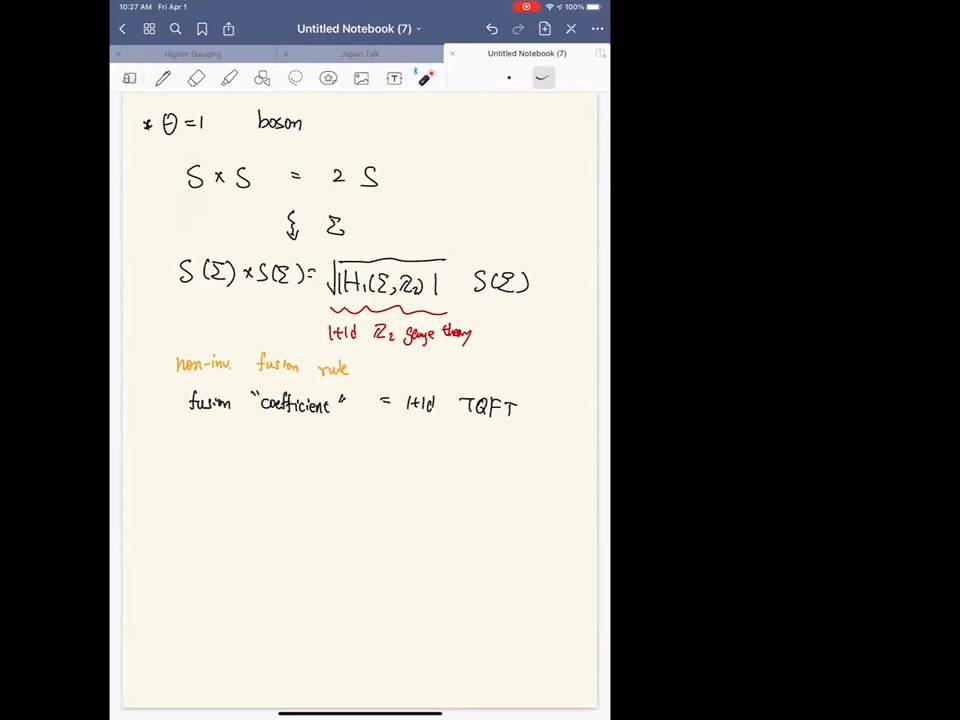 10:27 AM Fri Apr 1
100%
Untitled Notebook (7)
Higher Gauging
Japan Talk
Untitled Notebook (7)
* θ = 1 boson
S × S = 2 S
Σ
S(Σ) × S(Σ) = √|H₁(Σ, ℤ₂)| S(Σ)
1+1d ℤ₂ gauge theory
non-inv. fusion rule
fusion "coefficient" = 1+1d TQFT